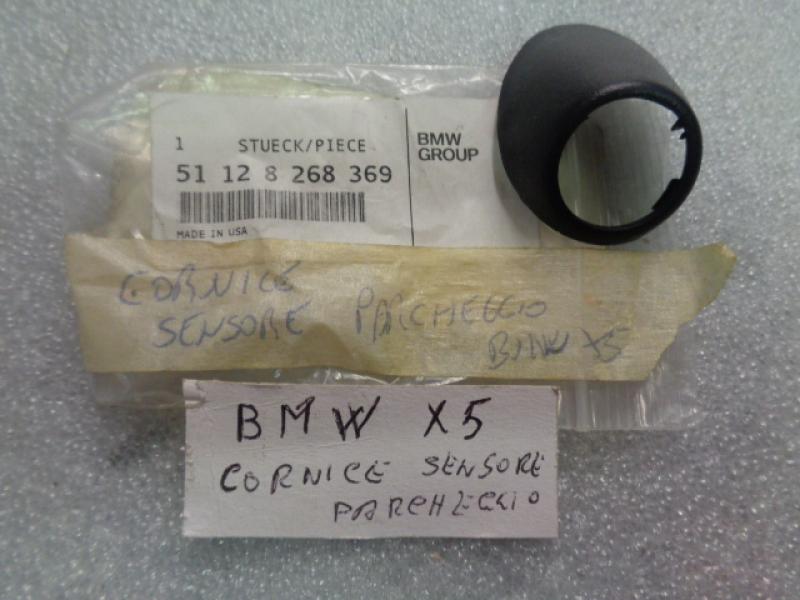 1 STUECK/PIECE
BMW
GROUP
51 12 8 268 369
MADE IN USA
CORNICE
SENSORE PARCHEGGIO
BMW X5
BMW X5
CORNICE SENSORE
PARCHEGGIO